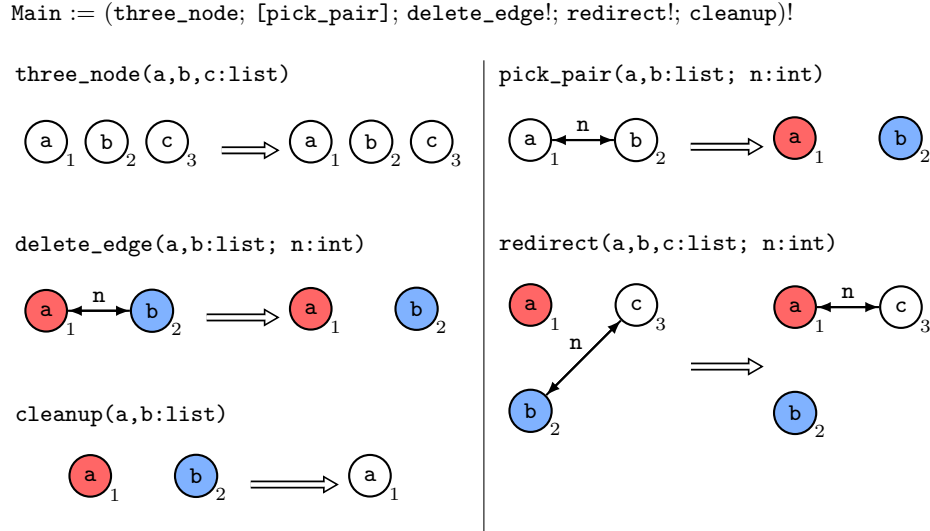 Main := (three_node; [pick_pair]; delete_edge!; redirect!; cleanup)!
three_node(a,b,c:list)
a 1 b 2 c 3 a 1 b 2 c 3
delete_edge(a,b:list; n:int)
a 1 n b 2 a 1 b 2
cleanup(a,b:list)
a 1 b 2 a 1
pick_pair(a,b:list; n:int)
a 1 n b 2 a 1 b 2
redirect(a,b,c:list; n:int)
a 1 c 3 a 1 n c 3
n
b 2 b 2